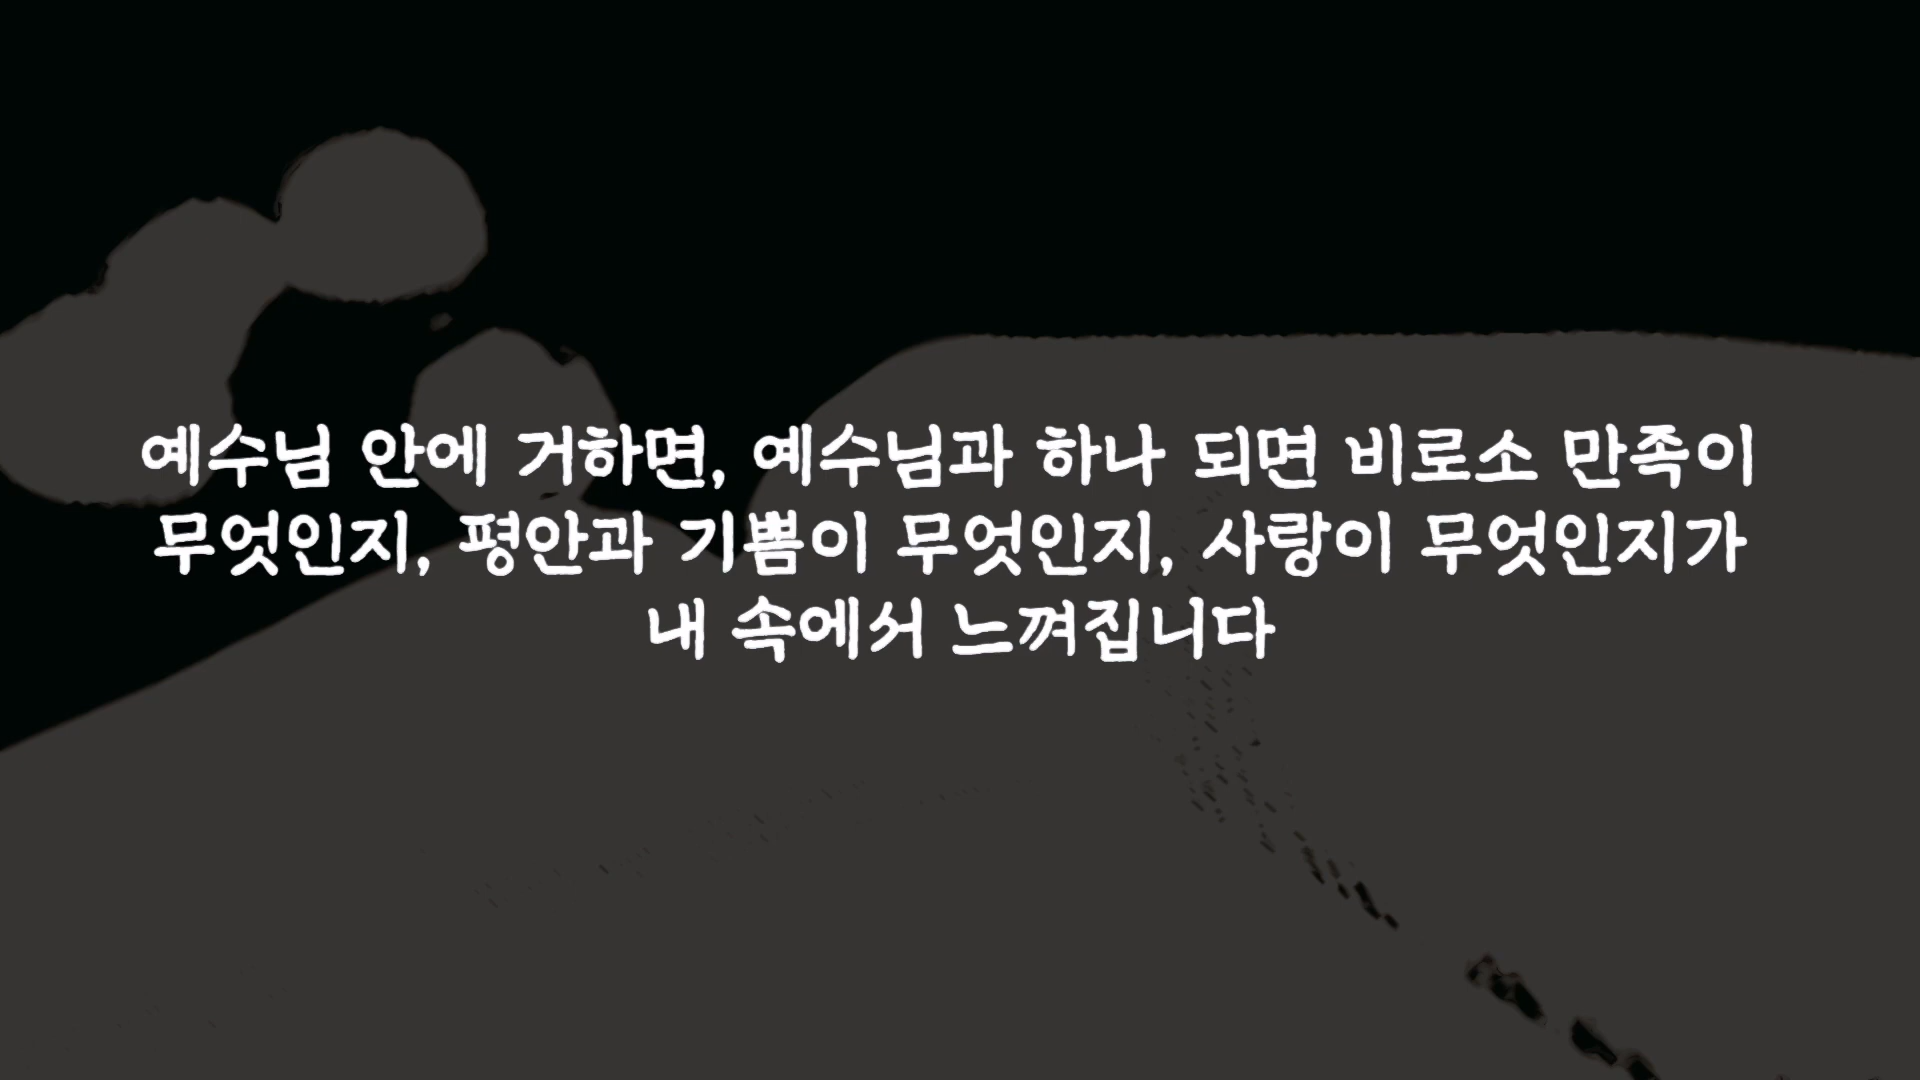 예수님 안에 거하면, 예수님과 하나 되면 비로소 만족이
무엇인지, 평안과 기쁨이 무엇인지, 사랑이 무엇인지가
내 속에서 느껴집니다